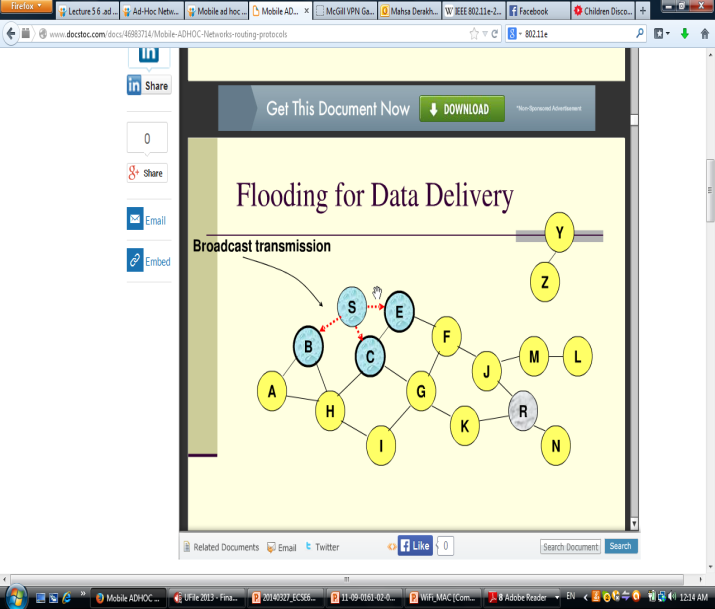 Firefox
Lecture 5 6 .ad ...
Ad-Hoc Netw...
Mobile ad hoc ...
Mobile AD...
McGill VPN Ga...
Mahsa Derakh...
IEEE 802.11e-2...
Facebook
Children Disco...
www.docstoc.com/docs/46983714/Mobile-ADHOC-Networks-routing-protocols
802.11e
in
in Share
0
Share
Email
Embed
Get This Document Now
DOWNLOAD
*Non-Sponsored Advertisement
Flooding for Data Delivery
Broadcast transmission
Y
Z
S
E
B
C
F
M
L
J
A
H
G
R
K
I
N
Related Documents
Email
Twitter
Like
0
Search Document
Search
Mobile ADHOC ...
UFile 2013 - Fina...
20140327_ECSE6...
11-09-0161-02-0...
WiFi_MAC [Com...
8 Adobe Reader
EN
12:14 AM